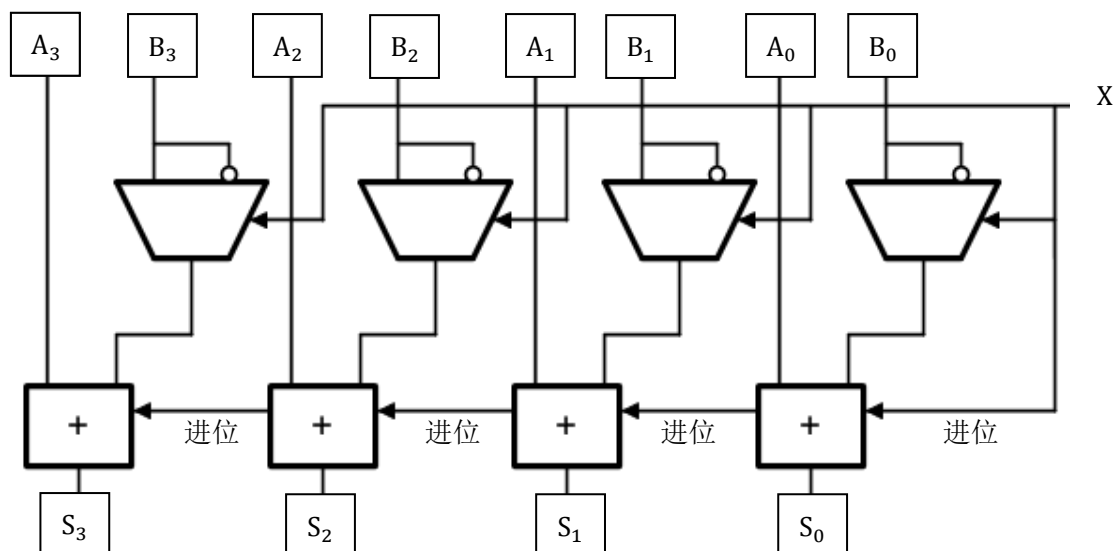 A₃ B₃ A₂ B₂ A₁ B₁ A₀ B₀
X
+ + + +
进位 进位 进位 进位
S₃ S₂ S₁ S₀